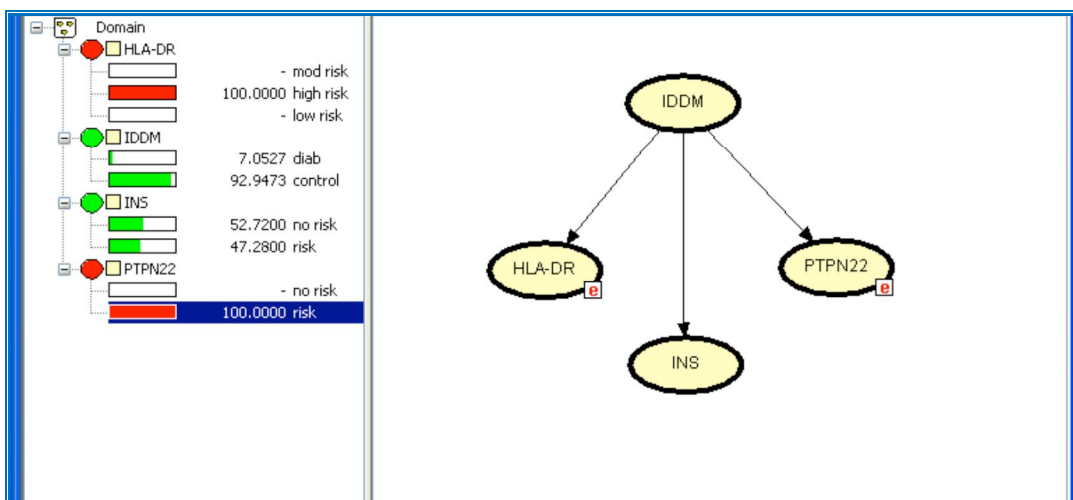 Domain
HLA-DR
- mod risk
100.0000 high risk
- low risk
IDDM
7.0527 diab
92.9473 control
INS
52.7200 no risk
47.2800 risk
PTPN22
- no risk
100.0000 risk
IDDM
HLA-DR
e
PTPN22
e
INS